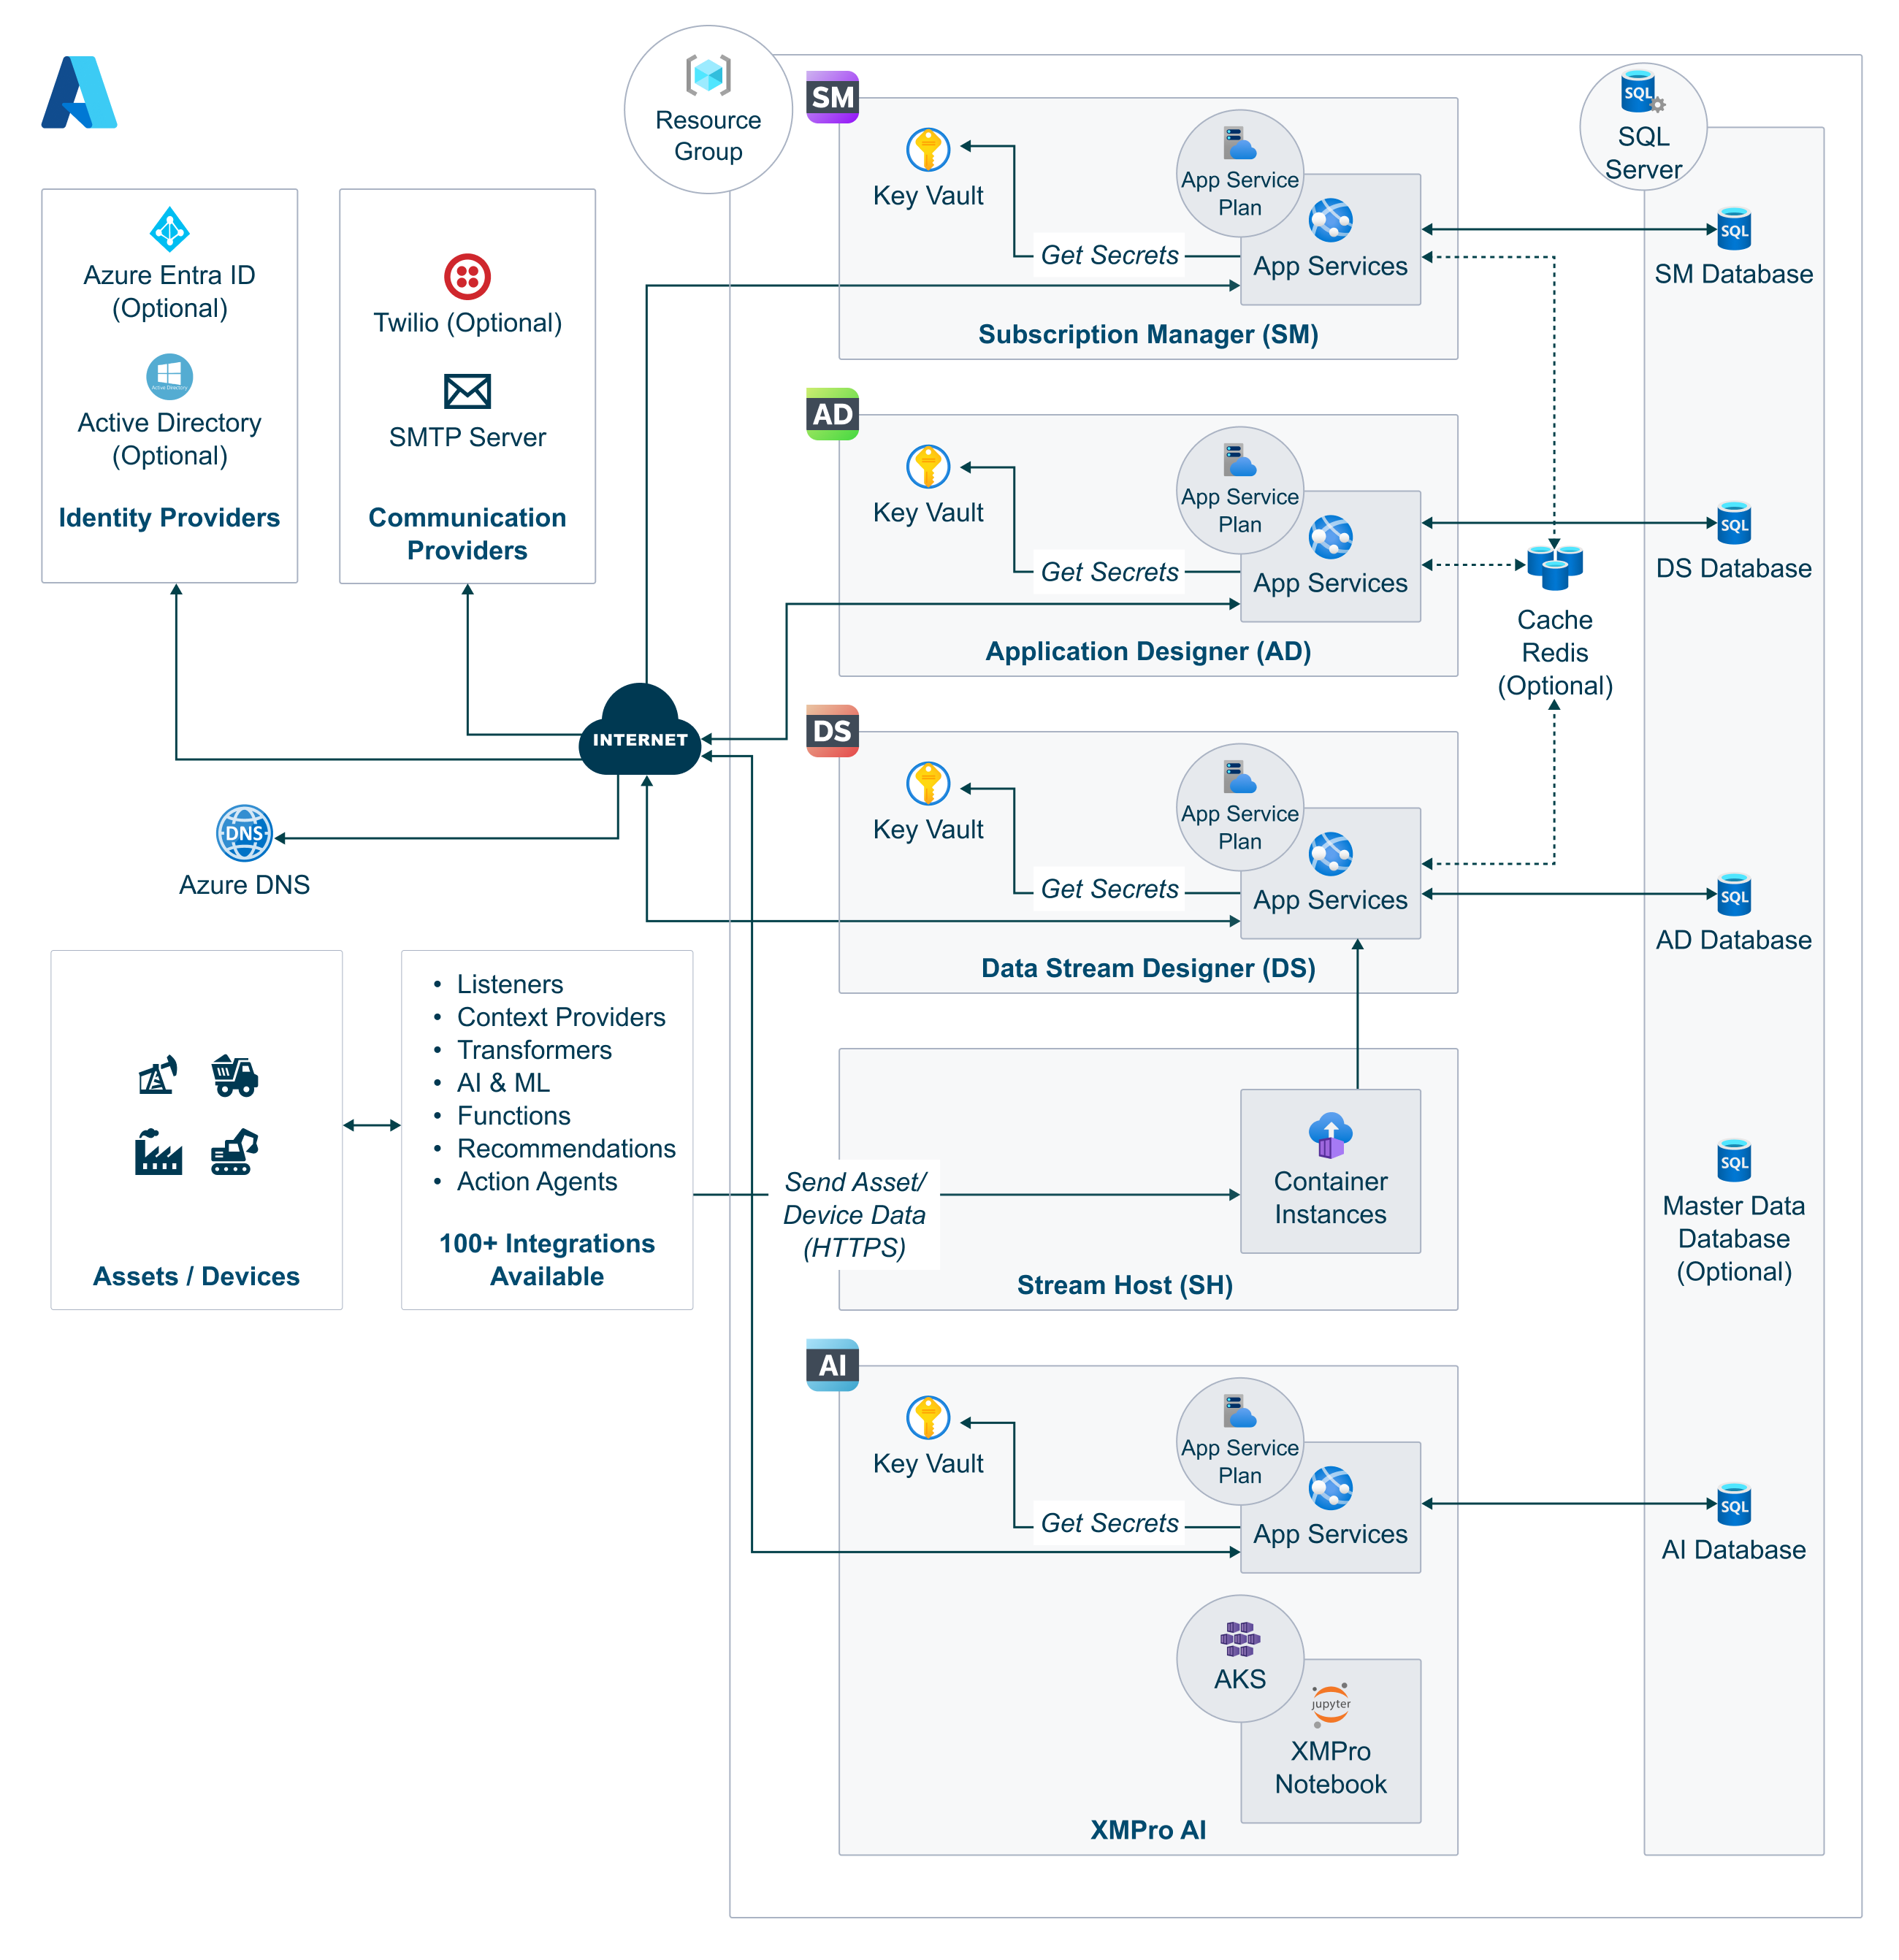 Resource
Group
SM
Key Vault
App Service
Plan
Get Secrets
App Services
Subscription Manager (SM)
SQL
SQL
Server
SQL
SM Database
Azure Entra ID
(Optional)
Active Directory
Active Directory
(Optional)
Identity Providers
Twilio (Optional)
SMTP Server
Communication
Providers
AD
Key Vault
App Service
Plan
Get Secrets
App Services
Application Designer (AD)
SQL
DS Database
Cache
Redis
(Optional)
INTERNET
DNS
Azure DNS
DS
Key Vault
App Service
Plan
Get Secrets
App Services
Data Stream Designer (DS)
SQL
AD Database
Assets / Devices
• Listeners
• Context Providers
• Transformers
• AI & ML
• Functions
• Recommendations
• Action Agents
100+ Integrations
Available
Send Asset/
Device Data
(HTTPS)
Container
Instances
Stream Host (SH)
SQL
Master Data
Database
(Optional)
AI
Key Vault
App Service
Plan
Get Secrets
App Services
SQL
AI Database
AKS
jupyter
XMPro
Notebook
XMPro AI